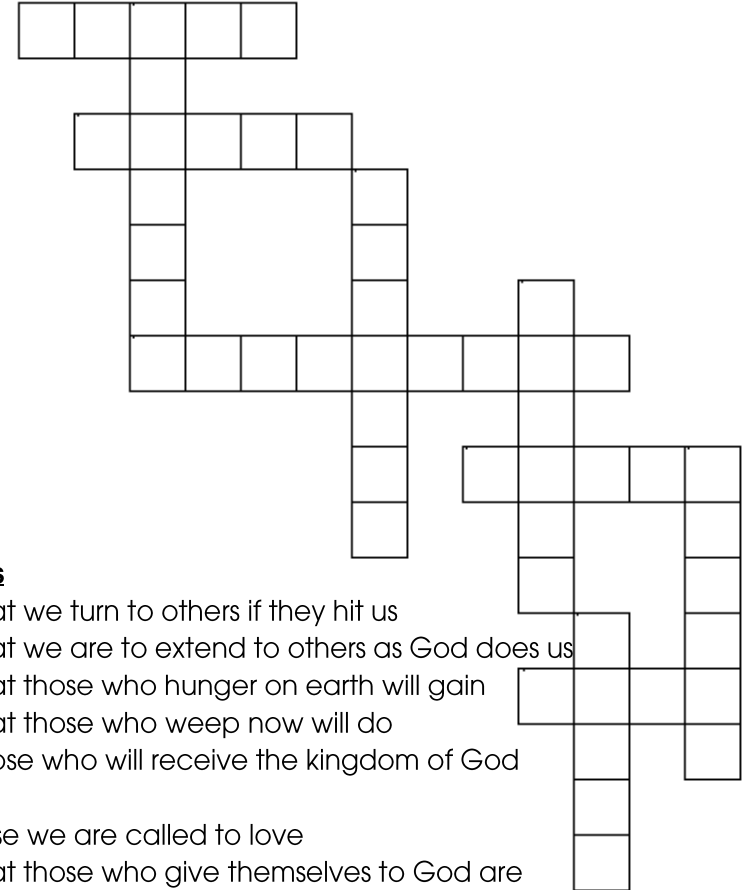 s
at we turn to others if they hit us
at we are to extend to others as God does us
at those who hunger on earth will gain
at those who weep now will do
ose who will receive the kingdom of God
se we are called to love
at those who give themselves to God are